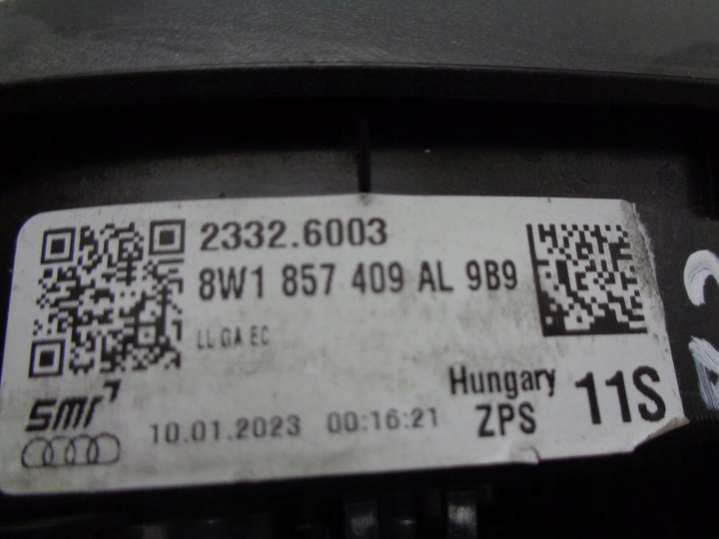 2332.6003
8W1 857 409 AL 9B9
LL GA EC
smr
Hungary 11S
10.01.2023 00:16:21 ZPS